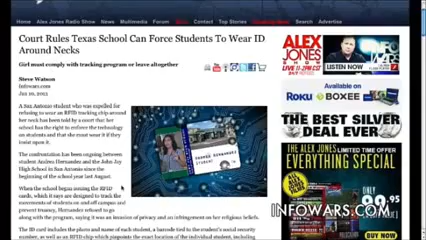 Home Alex Jones Radio Show News Multimedia Forum Contact Top Stories
Court Rules Texas School Can Force Students To Wear ID
Around Necks
Girl must comply with tracking program or leave altogether
Steve Watson
Infowars.com
Jan 10, 2013
A San Antonio student who was expelled for
refusing to wear an RFID tracking chip around
her neck has been told by a court that her
school has the right to enforce the technology
on students and that she must wear it if they
insist upon it.
The confrontation has been ongoing between
student Andrea Hernandez and the John Jay
High School in San Antonio since the
beginning of the school year last August.
When the school began issuing the RFID
cards, which it says are designed to track the
movements of students on and off campus and
prevent truancy, Hernandez refused to go
along with the program, saying it was an invasion of privacy and an infringement on her religious beliefs.
The ID card includes the photo and name of each student, a barcode tied to the student's social security
number, as well as an RFID chip which pinpoints the exact location of the individual student, including
ALEX
JONES
SHOW
LIVE M-F
LISTEN NOW
INFO WARS
Available on
Roku BOXEE
THE BEST SILVER
DEAL EVER
THE ALEX JONES
EVERYTHING SPECIAL
ONLY
99.95
INFOWARS.COM